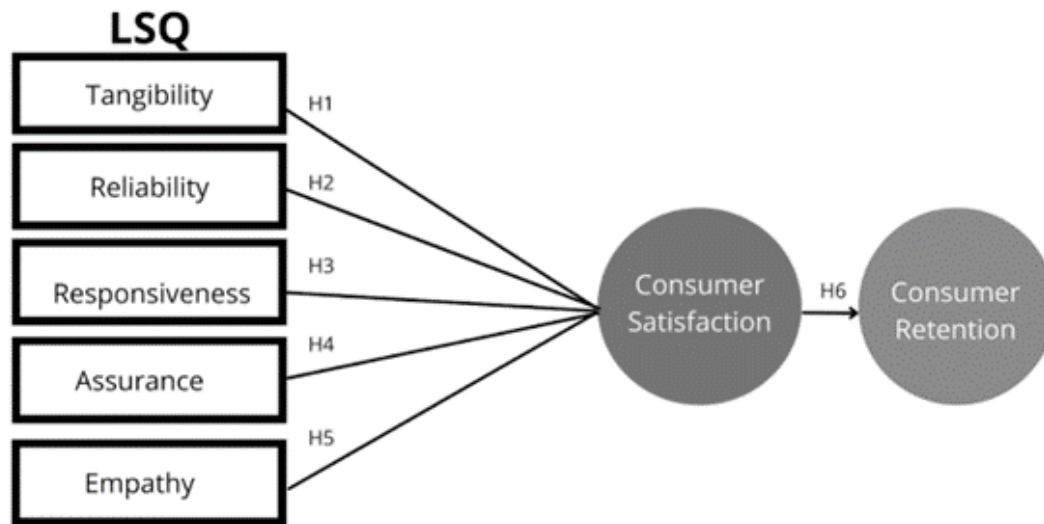 LSQ
Tangibility
H1
Reliability
H2
Responsiveness
H3
Assurance
H4
Empathy
H5
Consumer
Satisfaction
H6
Consumer
Retention